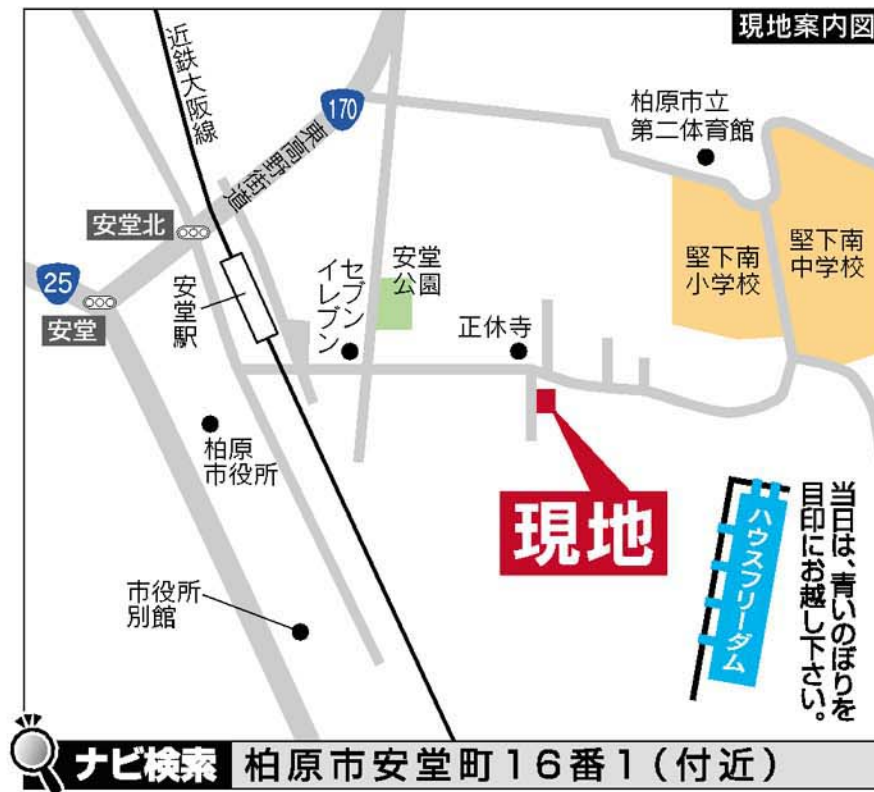 現地案内図
近鉄大阪線
170
東高野街道
柏原市立
第二体育館
安堂北
25
安堂
安堂駅
セブン
イレブン
安堂
公園
正休寺
堅下南
小学校
堅下南
中学校
柏原
市役所
現地
市役所
別館
ハウスフリーダム
当日は、青いのぼりを
目印にお越し下さい。
ナビ検索 柏原市安堂町16番1(付近)